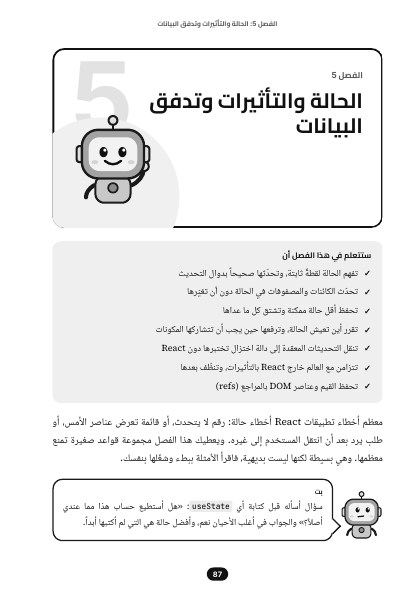 الفصل 5: الحالة والتأثيرات وتدفق البيانات
5
الفصل 5
الحالة والتأثيرات وتدفق
البيانات
ستتعلم في هذا الفصل أن
✓ تفهم الحالة لقطةً ثابتة، وتحدّثها صحيحاً بدوال التحديث
✓ تحدّث الكائنات والمصفوفات في الحالة دون أن تغيّرها
✓ تحفظ أقل حالة ممكنة وتشتق كل ما عداها
✓ تقرر أين تعيش الحالة، وترفعها حين يجب أن تتشاركها المكونات
✓ تنقل التحديثات المعقدة إلى دالة اختزال تختبرها دون React
✓ تتزامن مع العالم خارج React بالتأثيرات، وتنظّف بعدها
✓ تحفظ القيم وعناصر DOM بالمراجع (refs)
معظم أخطاء تطبيقات React أخطاء حالة: رقم لا يتحدث، أو قائمة تعرض عناصر الأمس، أو
طلب يرد بعد أن انتقل المستخدم إلى غيره. ويعطيك هذا الفصل مجموعة قواعد صغيرة تمنع
معظمها. وهي بسيطة لكنها ليست بديهية، فاقرأ الأمثلة ببطء وشغّلها بنفسك.
بت
سؤال أسأله قبل كتابة أي useState: «هل أستطيع حساب هذا مما عندي
أصلاً؟» والجواب في أغلب الأحيان نعم، وأفضل حالة هي التي لم أكتبها أبداً.
87